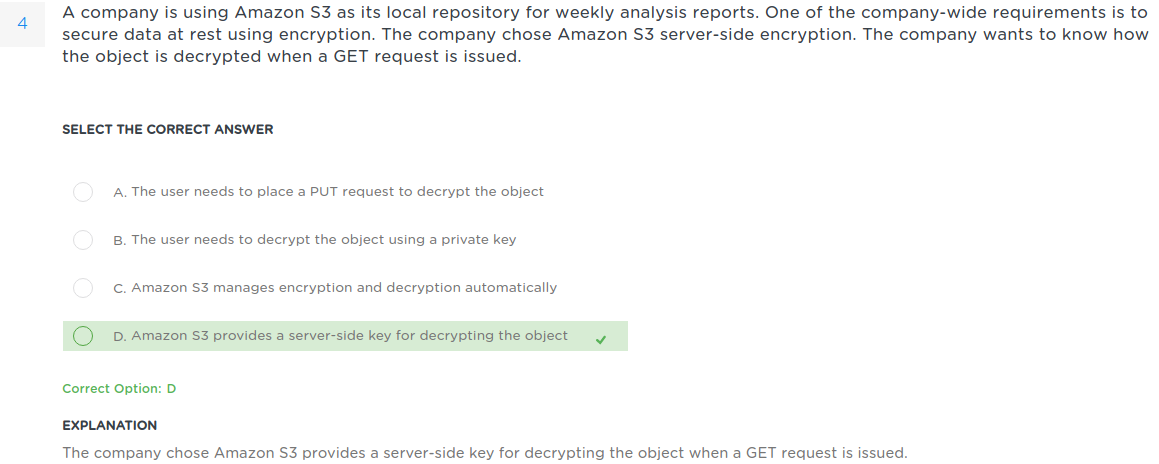 4
A company is using Amazon S3 as its local repository for weekly analysis reports. One of the company-wide requirements is to
secure data at rest using encryption. The company chose Amazon S3 server-side encryption. The company wants to know how
the object is decrypted when a GET request is issued.
SELECT THE CORRECT ANSWER
A. The user needs to place a PUT request to decrypt the object
B. The user needs to decrypt the object using a private key
C. Amazon S3 manages encryption and decryption automatically
D. Amazon S3 provides a server-side key for decrypting the object
Correct Option: D
EXPLANATION
The company chose Amazon S3 provides a server-side key for decrypting the object when a GET request is issued.